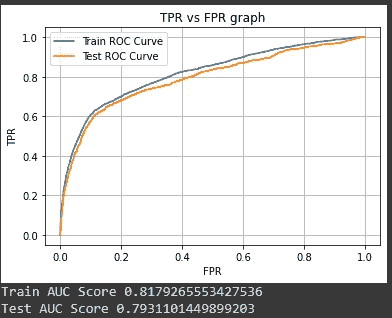 TPR vs FPR graph
1.0
Train ROC Curve
Test ROC Curve
0.8
0.6
TPR
0.4
0.2
0.0
0.0 0.2 0.4 0.6 0.8 1.0
FPR
Train AUC Score 0.8179265553427536
Test AUC Score 0.7931101449899203